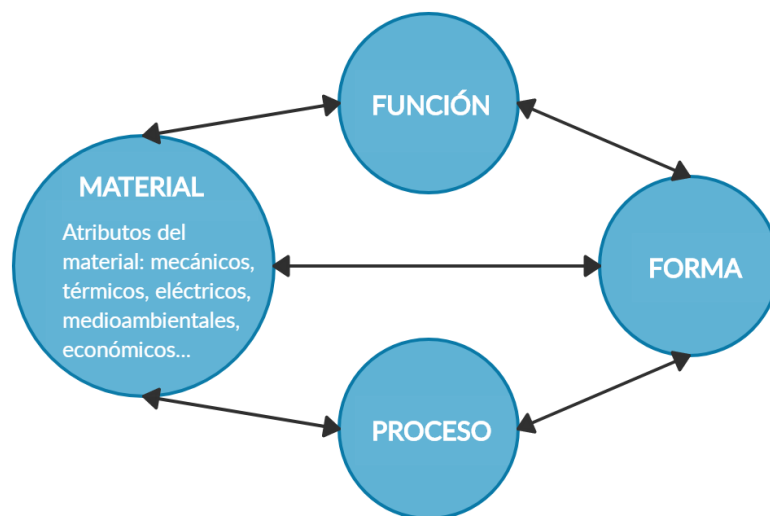 FUNCIÓN
MATERIAL
Atributos del
material: mecánicos,
térmicos, eléctricos,
medioambientales,
económicos...
FORMA
PROCESO